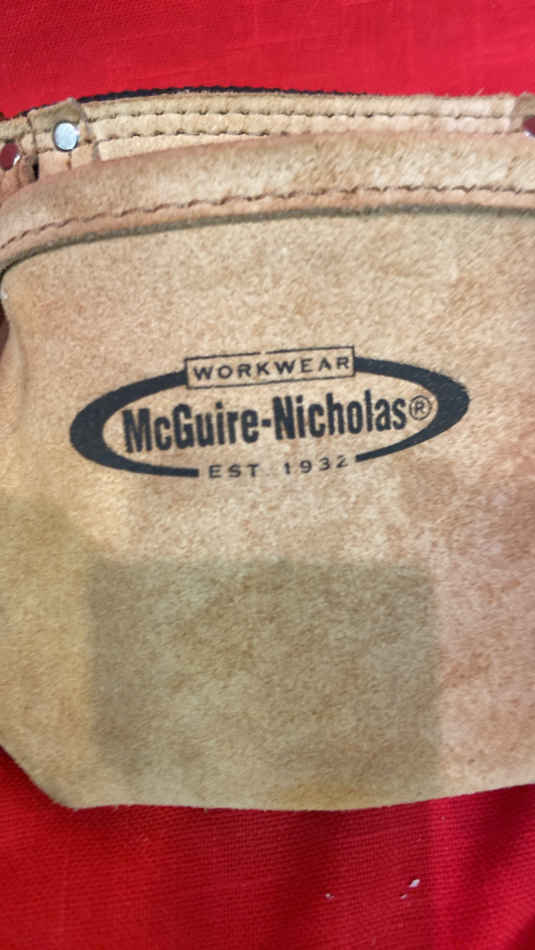 WORKWEAR
McGuire-Nicholas®
EST. 1932